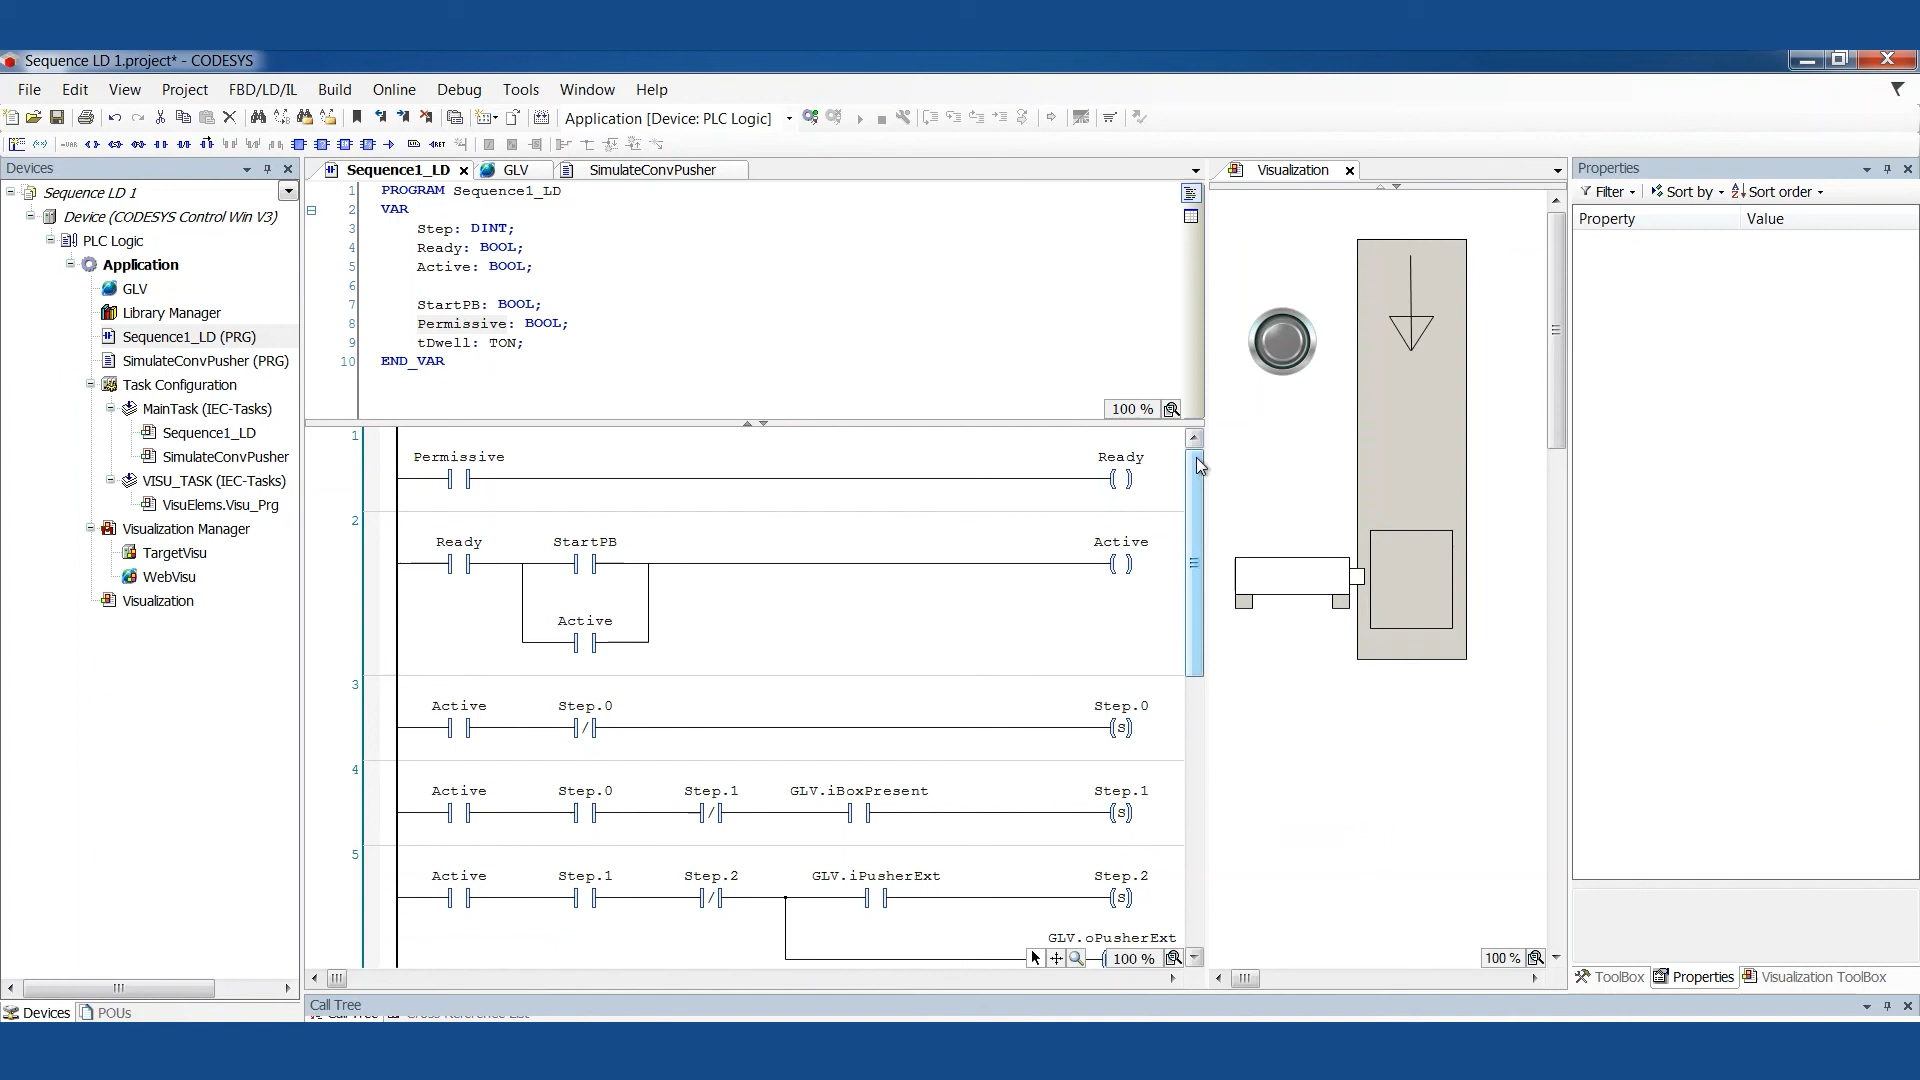 Sequence LD 1.project* - CODESYS
File Edit View Project FBD/LD/IL Build Online Debug Tools Window Help
Application [Device: PLC Logic]
Devices
Sequence LD 1
Device (CODESYS Control Win V3)
PLC Logic
Application
GLV
Library Manager
Sequence1_LD (PRG)
SimulateConvPusher (PRG)
Task Configuration
MainTask (IEC-Tasks)
Sequence1_LD
SimulateConvPusher
VISU_TASK (IEC-Tasks)
VisuElems.Visu_Prg
Visualization Manager
TargetVisu
WebVisu
Visualization
Devices POUs
Sequence1_LD GLV SimulateConvPusher
1 PROGRAM Sequence1_LD
2 VAR
3 Step: DINT;
4 Ready: BOOL;
5 Active: BOOL;
6
7 StartPB: BOOL;
8 Permissive: BOOL;
9 tDwell: TON;
10 END_VAR
100 %
1
Permissive Ready
2
Ready StartPB Active
Active
3
Active Step.0 Step.0
S
4
Active Step.0 Step.1 GLV.iBoxPresent Step.1
S
5
Active Step.1 Step.2 GLV.iPusherExt Step.2
S
GLV.oPusherExt
100 %
Call Tree
Visualization
100 %
Properties
Filter Sort by Sort order
Property Value
ToolBox Properties Visualization ToolBox